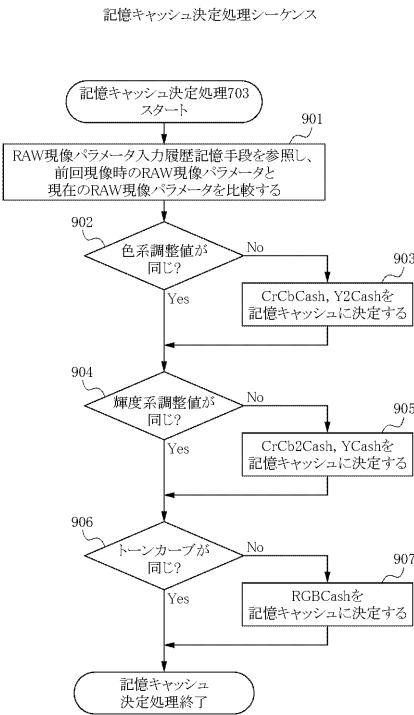 記憶キャッシュ決定処理シーケンス
記憶キャッシュ決定処理703
スタート
901
RAW現像パラメータ入力履歴記憶手段を参照し、
前回現像時のRAW現像パラメータと
現在のRAW現像パラメータを比較する
902
色系調整値が
同じ?
No
Yes
903
CrCbCash, Y2Cashを
記憶キャッシュに決定する
904
輝度系調整値が
同じ?
No
Yes
905
CrCb2Cash, YCashを
記憶キャッシュに決定する
906
トーンカーブが
同じ?
No
Yes
907
RGBCashを
記憶キャッシュに決定する
記憶キャッシュ
決定処理終了